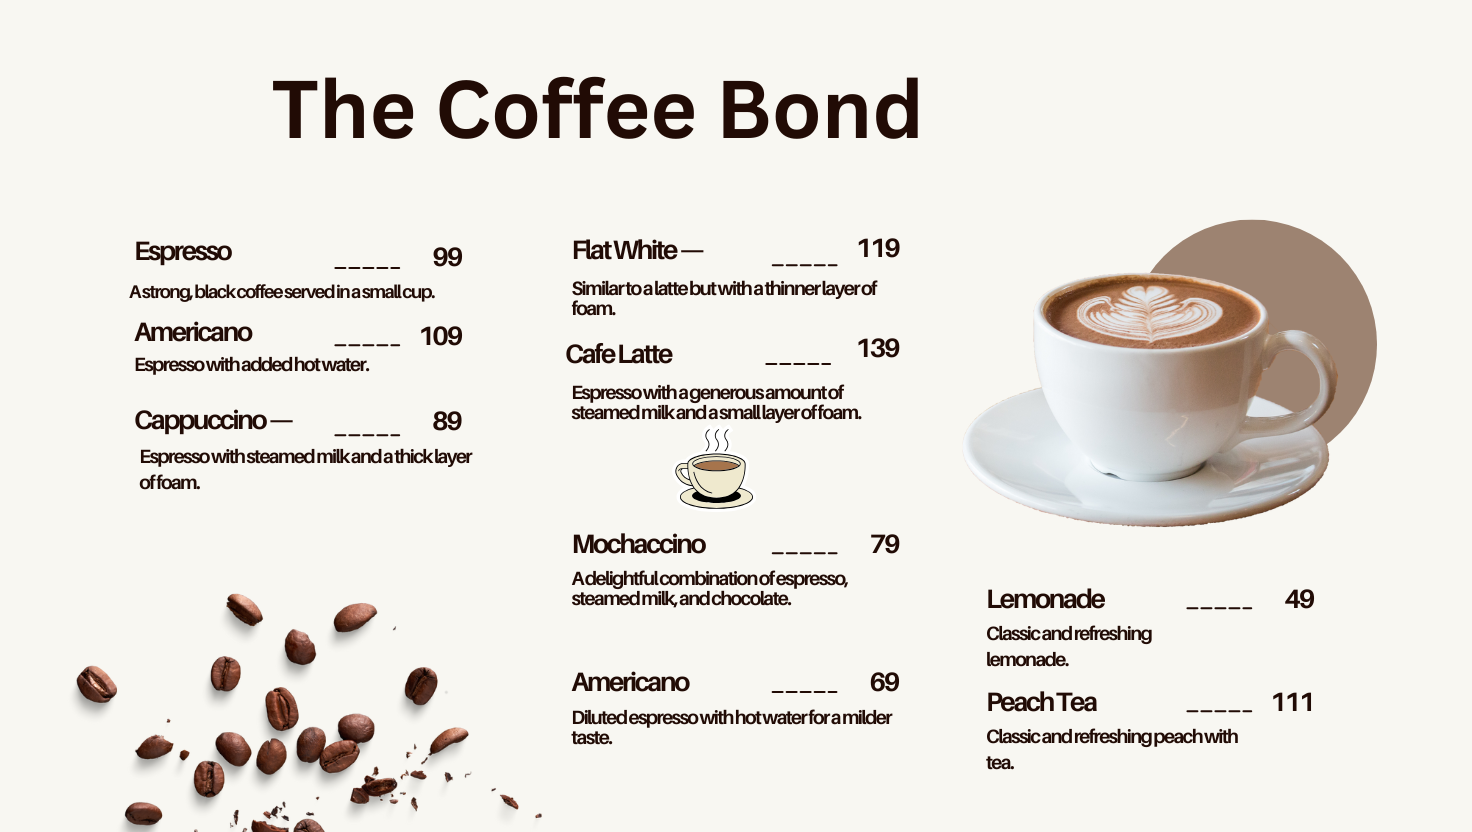 The Coffee Bond
Espresso _____ 99
A strong, black coffee served in a small cup.
Americano _____ 109
Espresso with added hot water.
Cappuccino — _____ 89
Espresso with steamed milk and a thick layer
of foam.
Flat White — _____ 119
Similar to a latte but with a thinner layer of
foam.
Cafe Latte _____ 139
Espresso with a generous amount of
steamed milk and a small layer of foam.
Mochaccino _____ 79
A delightful combination of espresso,
steamed milk, and chocolate.
Americano _____ 69
Diluted espresso with hot water for a milder
taste.
Lemonade _____ 49
Classic and refreshing
lemonade.
Peach Tea _____ 111
Classic and refreshing peach with
tea.